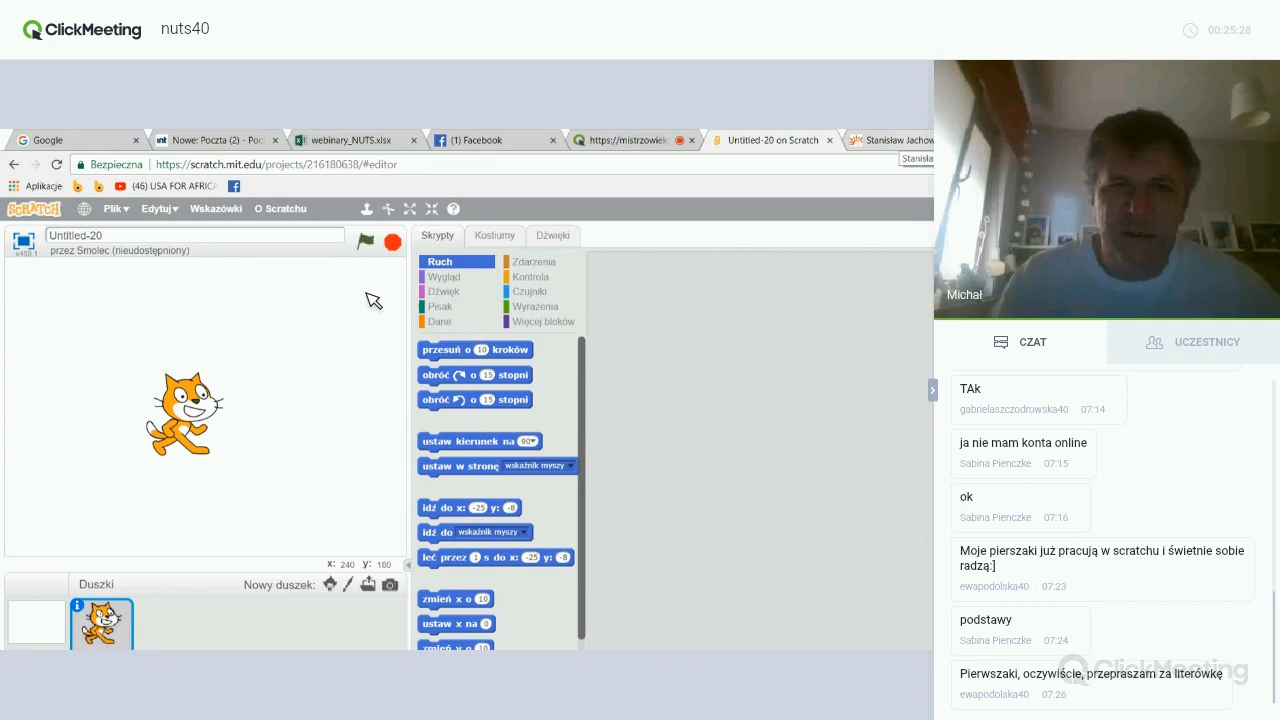 ClickMeeting nuts40 00:25:28
Google
Nowe: Poczta (2) - Poc
webinary_NUTS.xlsx
(1) Facebook
https://mistrzowiek
Untitled-20 on Scratch
Stanisław Jachow
Bezpieczna https://scratch.mit.edu/projects/216180638/#editor
Aplikacje
(46) USA FOR AFRICA
SCRATCH Plik Edytuj Wskazówki O Scratchu
Untitled-20
przez Smolec (nieudostępniony)
v459.1
Skrypty Kostiumy Dźwięki
Ruch Zdarzenia
Wygląd Kontrola
Dźwięk Czujniki
Pisak Wyrażenia
Dane Więcej bloków
przesuń o 10 kroków
obróć o 15 stopni
obróć o 15 stopni
ustaw kierunek na 90
ustaw w stronę wskaźnik myszy
idź do x: -25 y: -8
idź do wskaźnik myszy
leć przez 1 s do x: -25 y: -8
zmień x o 10
ustaw x na 0
zmień y o 10
x: 240 y: 180
Duszki Nowy duszek:
Michał
CZAT UCZESTNICY
TAk
gabrielaszczodrowska40 07:14
ja nie mam konta online
Sabina Pienczke 07:15
ok
Sabina Pienczke 07:16
Moje pierszaki już pracują w scratchu i świetnie sobie
radzą:]
ewapodolska40 07:23
podstawy
Sabina Pienczke 07:24
Pierwszaki, oczywiście, przepraszam za literówkę
ewapodolska40 07:26
ClickMeeting